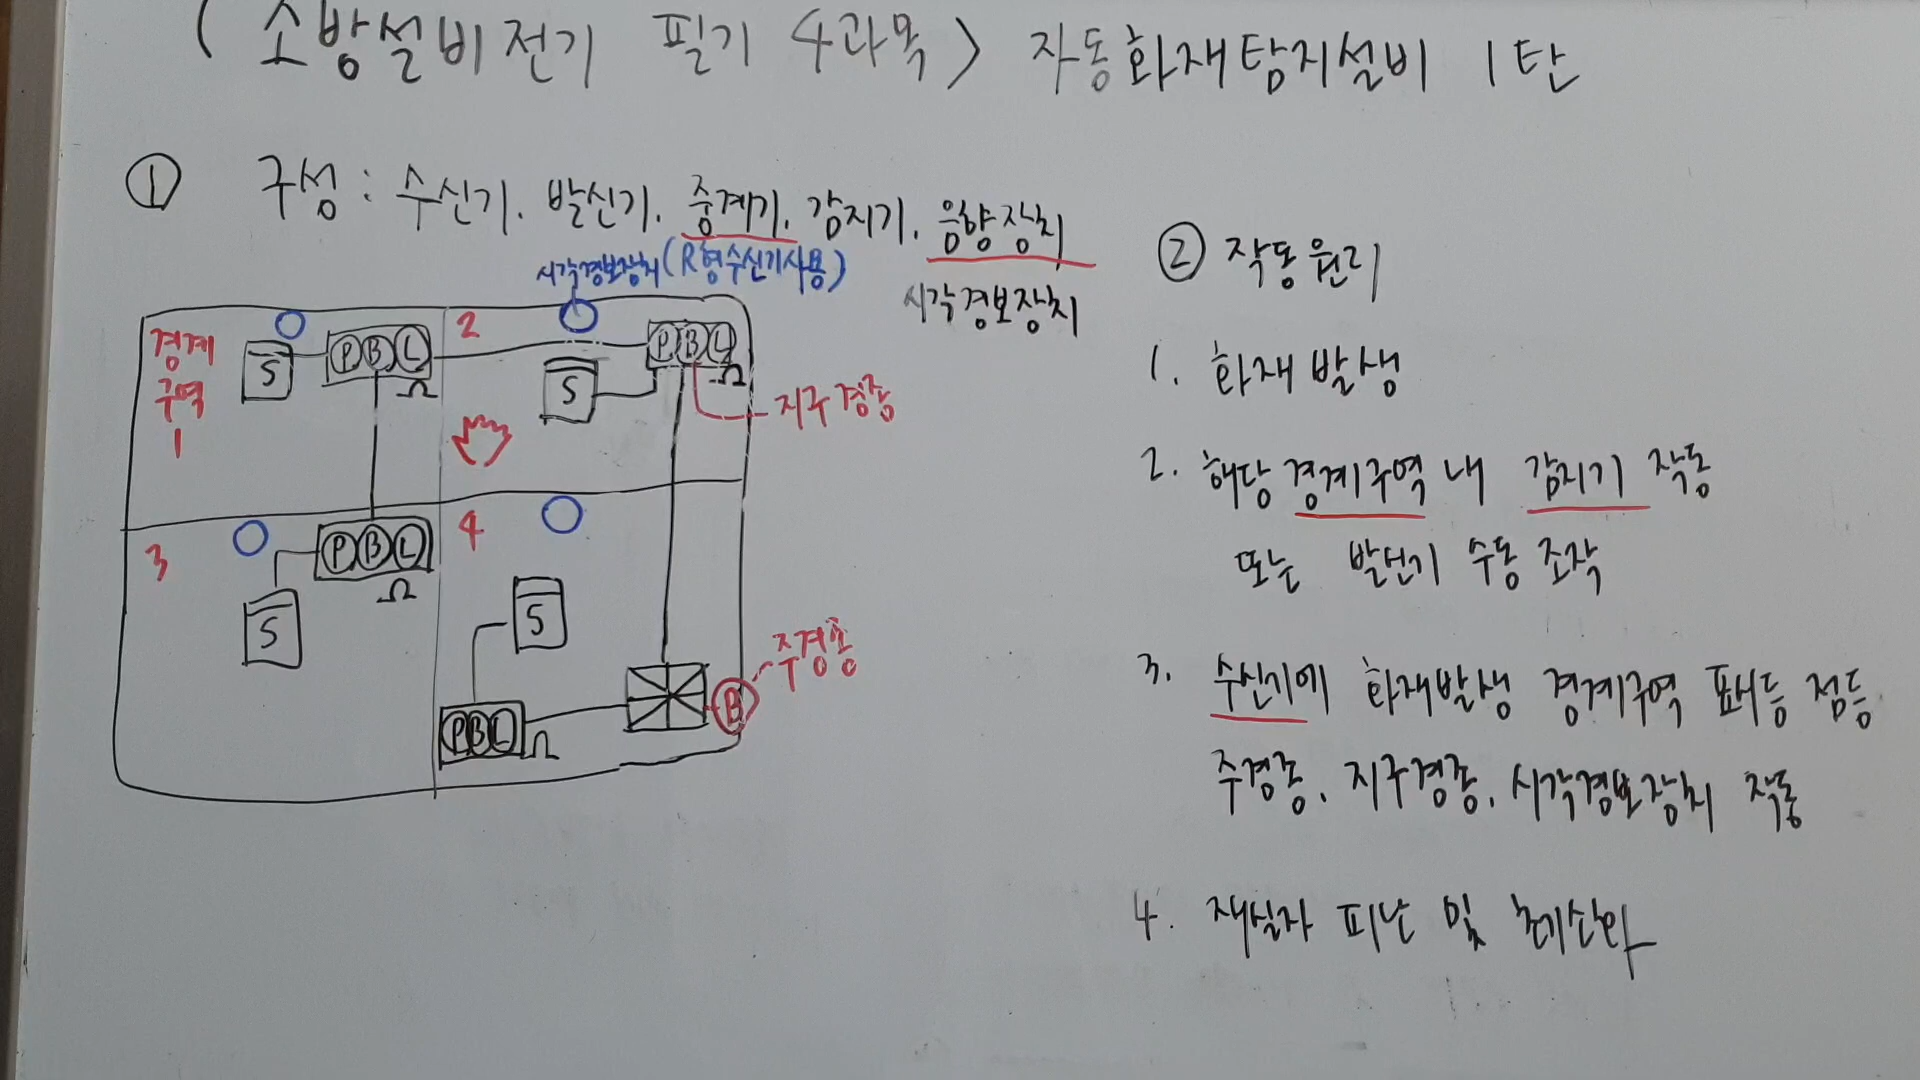 (소방설비전기 필기 4과목> 자동화재탐지설비 1탄
① 구성 : 수신기. 발신기. 중계기. 감지기. 음향장치
시각경보장치
시각경보장치(R형수신기사용)
경계
구역
1
S
P B L
Ω
2
S
P B L
Ω
지구경종
3
S
P B L
Ω
4
S
P B L
Ω
B
주경종
② 작동원리
1. 화재발생
2. 해당 경계구역 내 감지기 작동
또는 발신기 수동 조작
3. 수신기에 화재발생 경계구역 표시등 점등
주경종. 지구경종. 시각경보장치 작동
4. 재실자 피난 및 초기소화